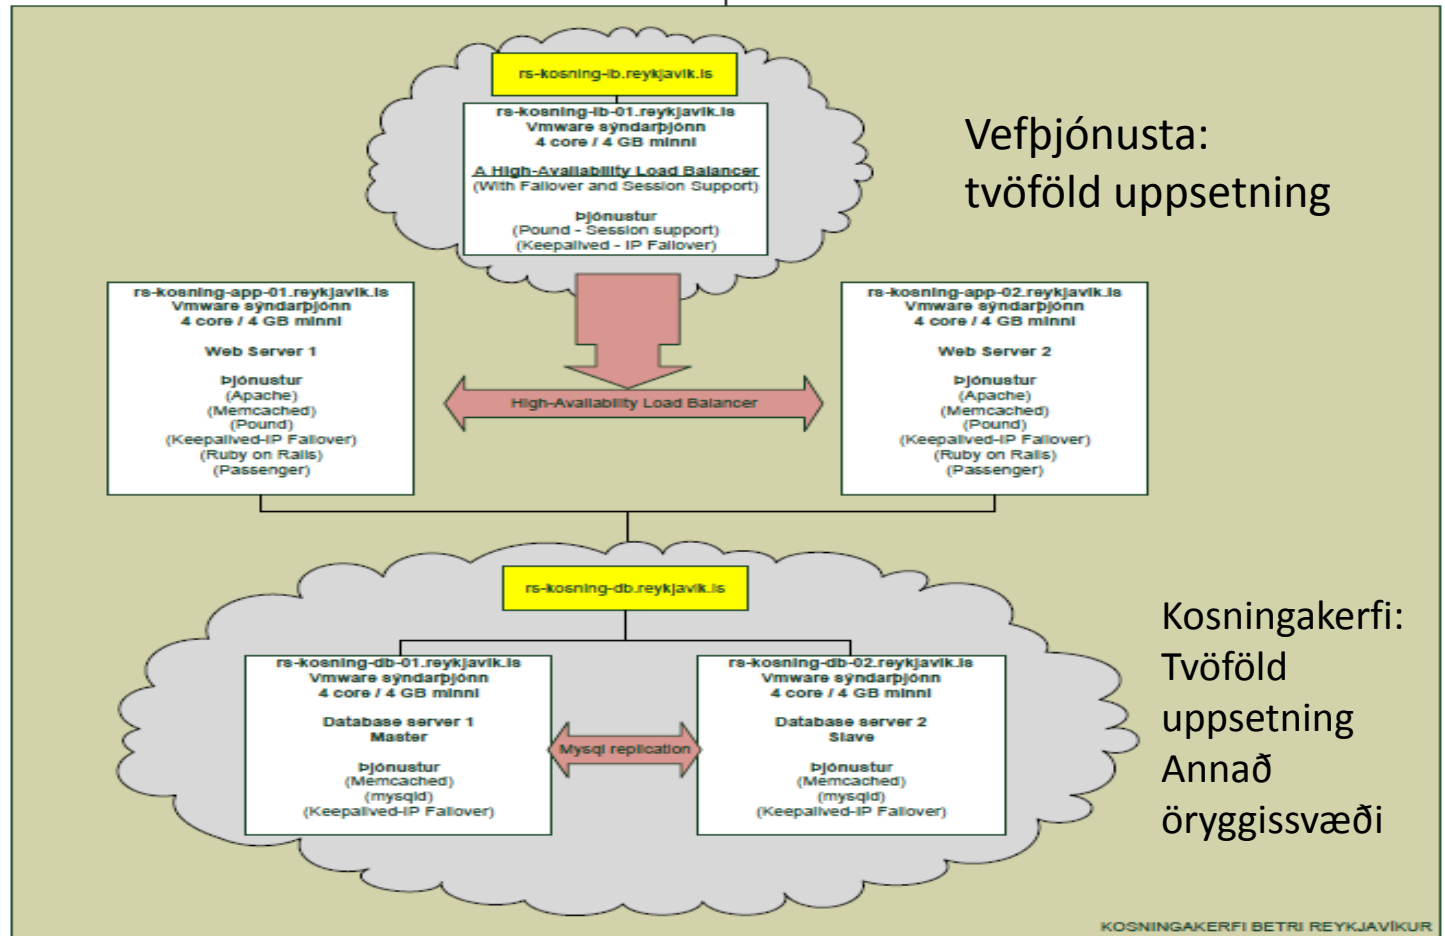 rs-kosning-lb.reykjavik.is
rs-kosning-lb-01.reykjavik.is
Vmware sýndarþjónn
4 core / 4 GB minni
A High-Availability Load Balancer
(With Failover and Session Support)
Þjónustur
(Pound - Session support)
(Keepalived - IP Failover)
Vefþjónusta:
tvöföld uppsetning
rs-kosning-app-01.reykjavik.is
Vmware sýndarþjónn
4 core / 4 GB minni
Web Server 1
Þjónustur
(Apache)
(Memcached)
(Pound)
(Keepalived-IP Failover)
(Ruby on Rails)
(Passenger)
High-Availability Load Balancer
rs-kosning-app-02.reykjavik.is
Vmware sýndarþjónn
4 core / 4 GB minni
Web Server 2
Þjónustur
(Apache)
(Memcached)
(Pound)
(Keepalived-IP Failover)
(Ruby on Rails)
(Passenger)
rs-kosning-db.reykjavik.is
rs-kosning-db-01.reykjavik.is
Vmware sýndarþjónn
4 core / 4 GB minni
Database server 1
Master
Þjónustur
(Memcached)
(mysqld)
(Keepalived-IP Failover)
Mysql replication
rs-kosning-db-02.reykjavik.is
Vmware sýndarþjónn
4 core / 4 GB minni
Database server 2
Slave
Þjónustur
(Memcached)
(mysqld)
(Keepalived-IP Failover)
Kosningakerfi:
Tvöföld
uppsetning
Annað
öryggissvæði
KOSNINGAKERFI BETRI REYKJAVÍKUR